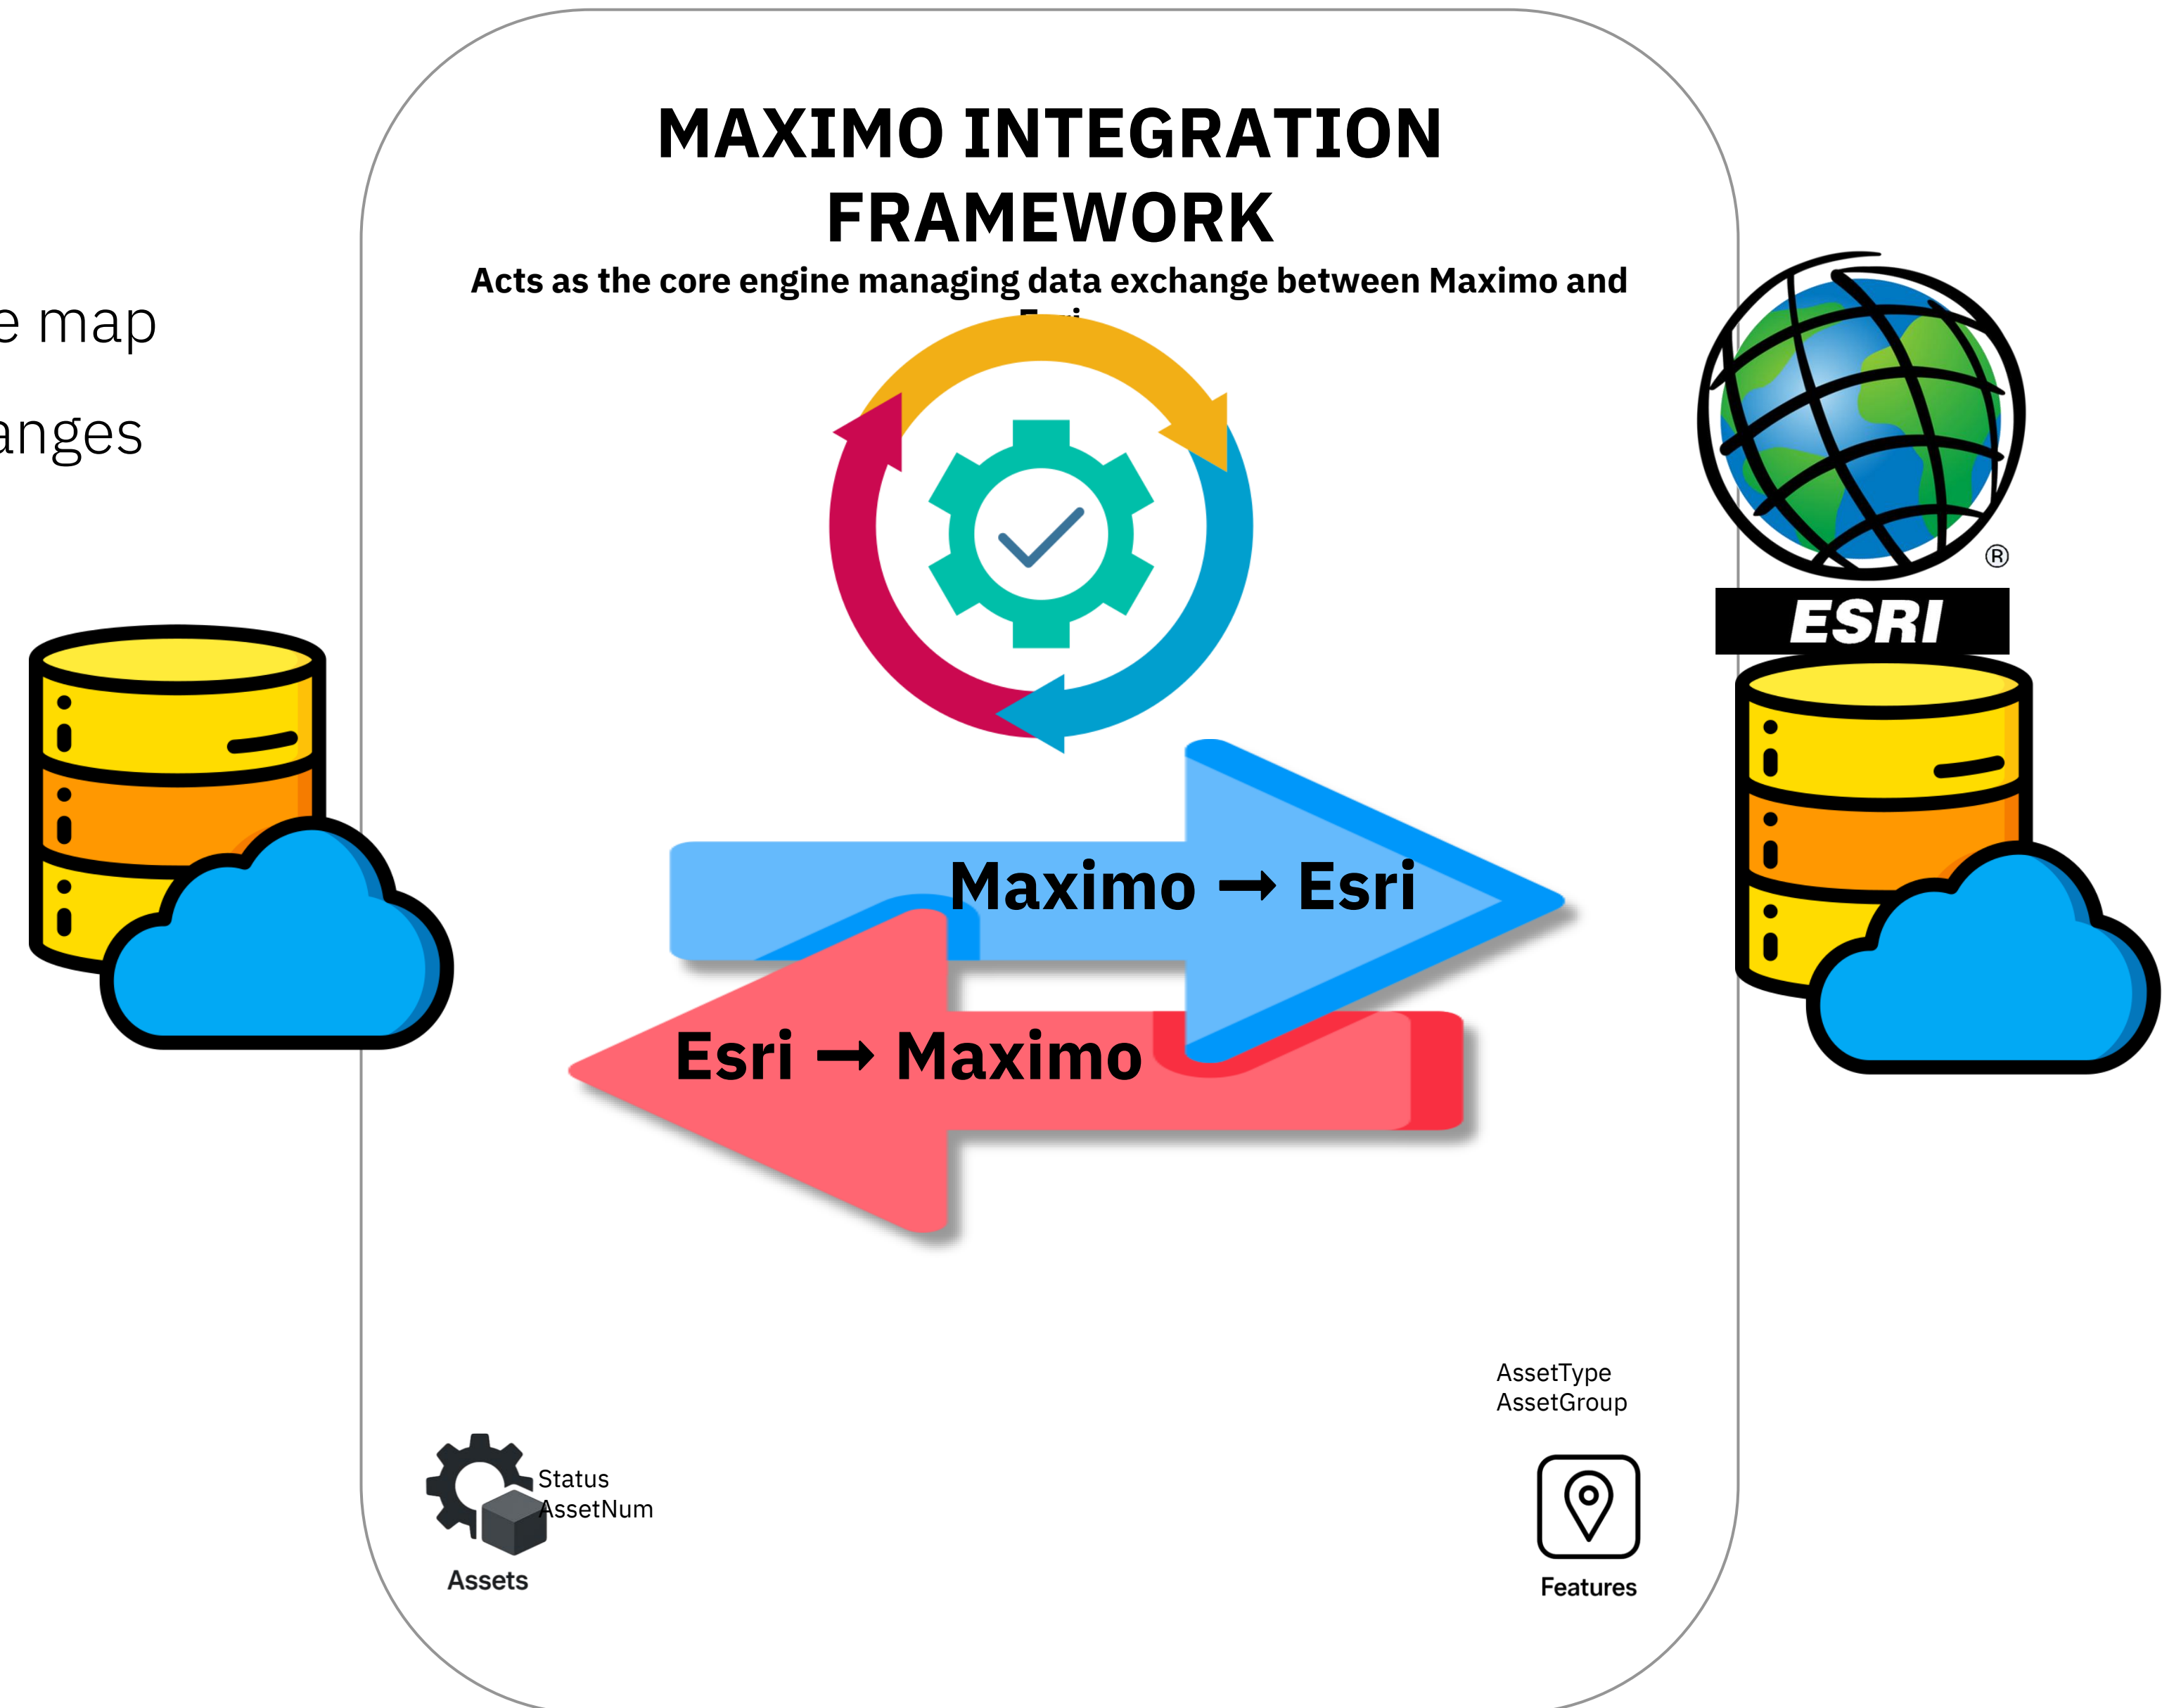 e map
anges
MAXIMO INTEGRATION
FRAMEWORK
Acts as the core engine managing data exchange between Maximo and
®
ESRI
Maximo → Esri
Esri → Maximo
AssetType
AssetGroup
Status
AssetNum
Assets
Features